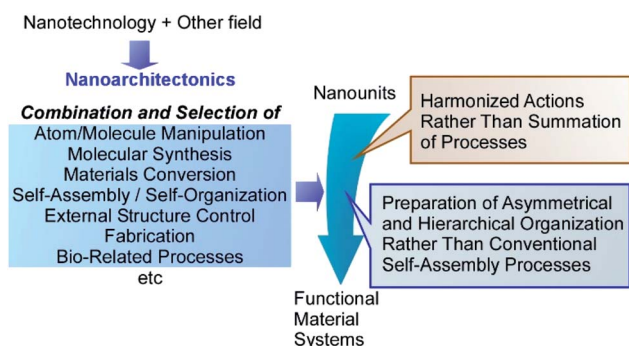 Nanotechnology + Other field
Nanoarchitectonics
Combination and Selection of
Atom/Molecule Manipulation
Molecular Synthesis
Materials Conversion
Self-Assembly / Self-Organization
External Structure Control
Fabrication
Bio-Related Processes
etc
Nanounits
Functional
Material
Systems
Harmonized Actions
Rather Than Summation
of Processes
Preparation of Asymmetrical
and Hierarchical Organization
Rather Than Conventional
Self-Assembly Processes